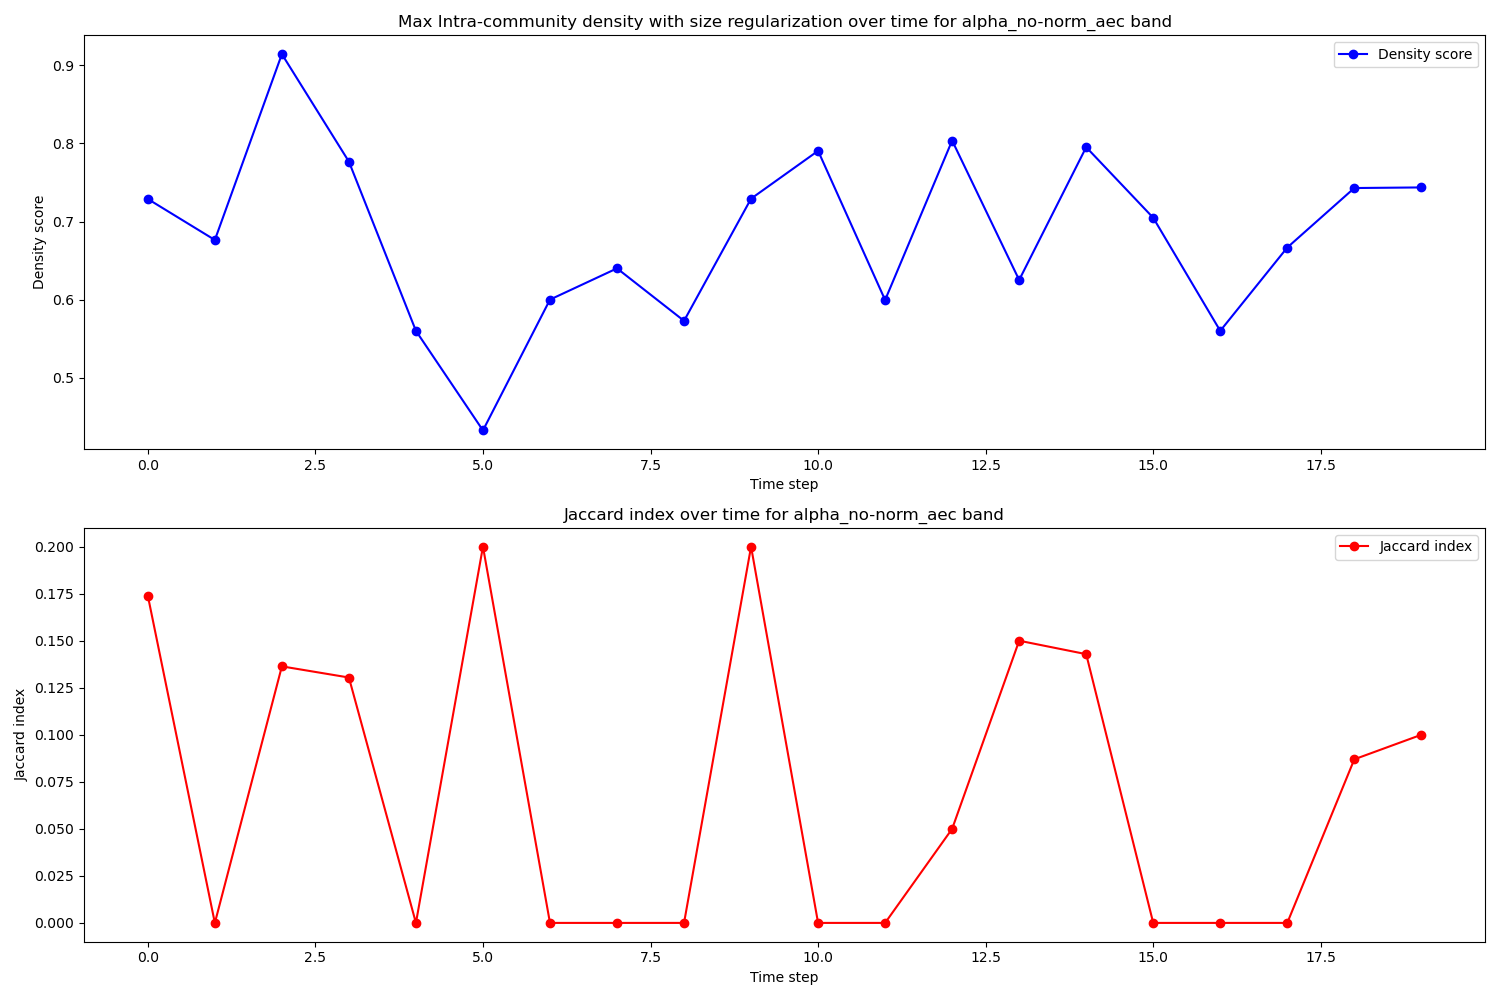 Max Intra-community density with size regularization over time for alpha_no-norm_aec band
Density score
0.9
0.8
0.7
0.6
0.5
Density score
0.0 2.5 5.0 7.5 10.0 12.5 15.0 17.5
Time step
Jaccard index over time for alpha_no-norm_aec band
Jaccard index
0.200
0.175
0.150
0.125
0.100
0.075
0.050
0.025
0.000
Jaccard index
0.0 2.5 5.0 7.5 10.0 12.5 15.0 17.5
Time step